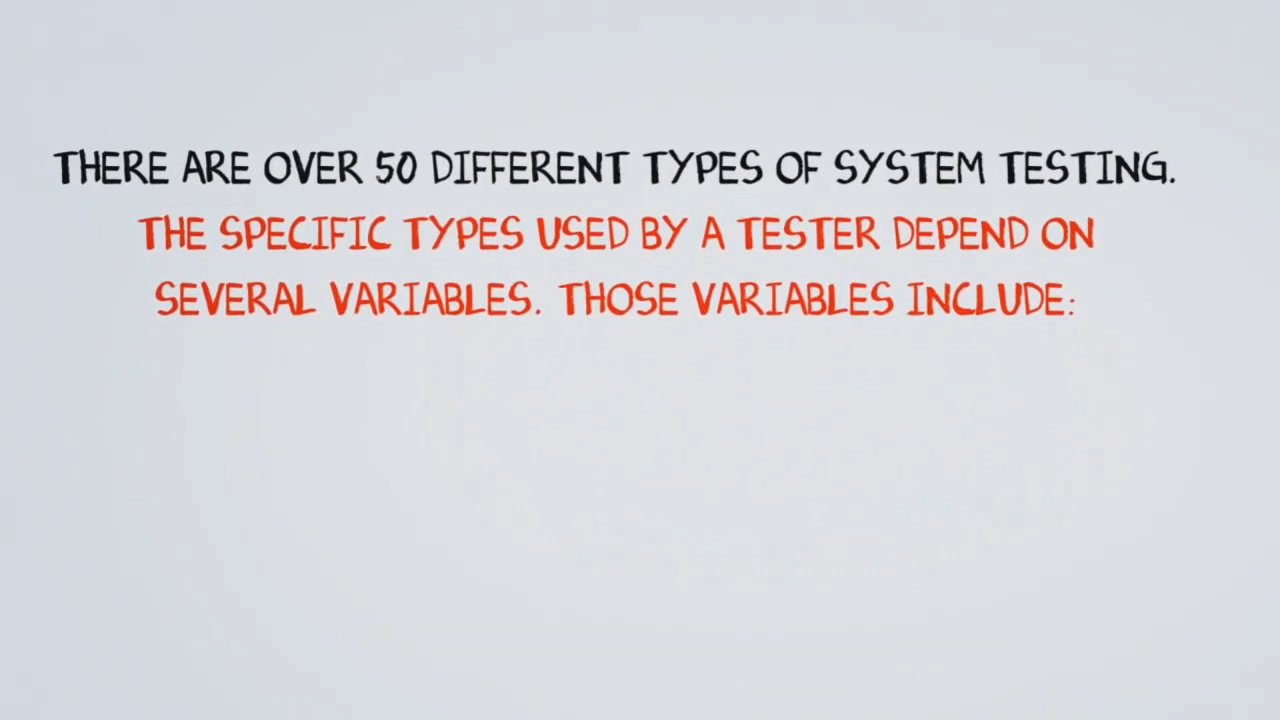 THERE ARE OVER 50 DIFFERENT TYPES OF SYSTEM TESTING.
THE SPECIFIC TYPES USED BY A TESTER DEPEND ON
SEVERAL VARIABLES. THOSE VARIABLES INCLUDE: